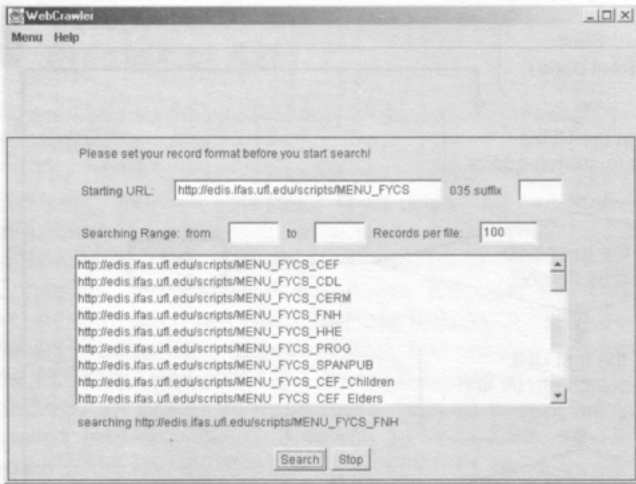 WebCrawler
Menu Help
Please set your record format before you start search!
Starting URL: http://edis.ifas.ufl.edu/scripts/MENU_FYCS 035 suffix
Searching Range: from to Records per file: 100
http://edis.ifas.ufl.edu/scripts/MENU_FYCS_CEF
http://edis.ifas.ufl.edu/scripts/MENU_FYCS_CDL
http://edis.ifas.ufl.edu/scripts/MENU_FYCS_CERM
http://edis.ifas.ufl.edu/scripts/MENU_FYCS_FNH
http://edis.ifas.ufl.edu/scripts/MENU_FYCS_HHE
http://edis.ifas.ufl.edu/scripts/MENU_FYCS_PROG
http://edis.ifas.ufl.edu/scripts/MENU_FYCS_SPANPUB
http://edis.ifas.ufl.edu/scripts/MENU_FYCS_CEF_Children
http://edis.ifas.ufl.edu/scripts/MENU_FYCS_CEF_Elders
searching http://edis.ifas.ufl.edu/scripts/MENU_FYCS_FNH
Search Stop